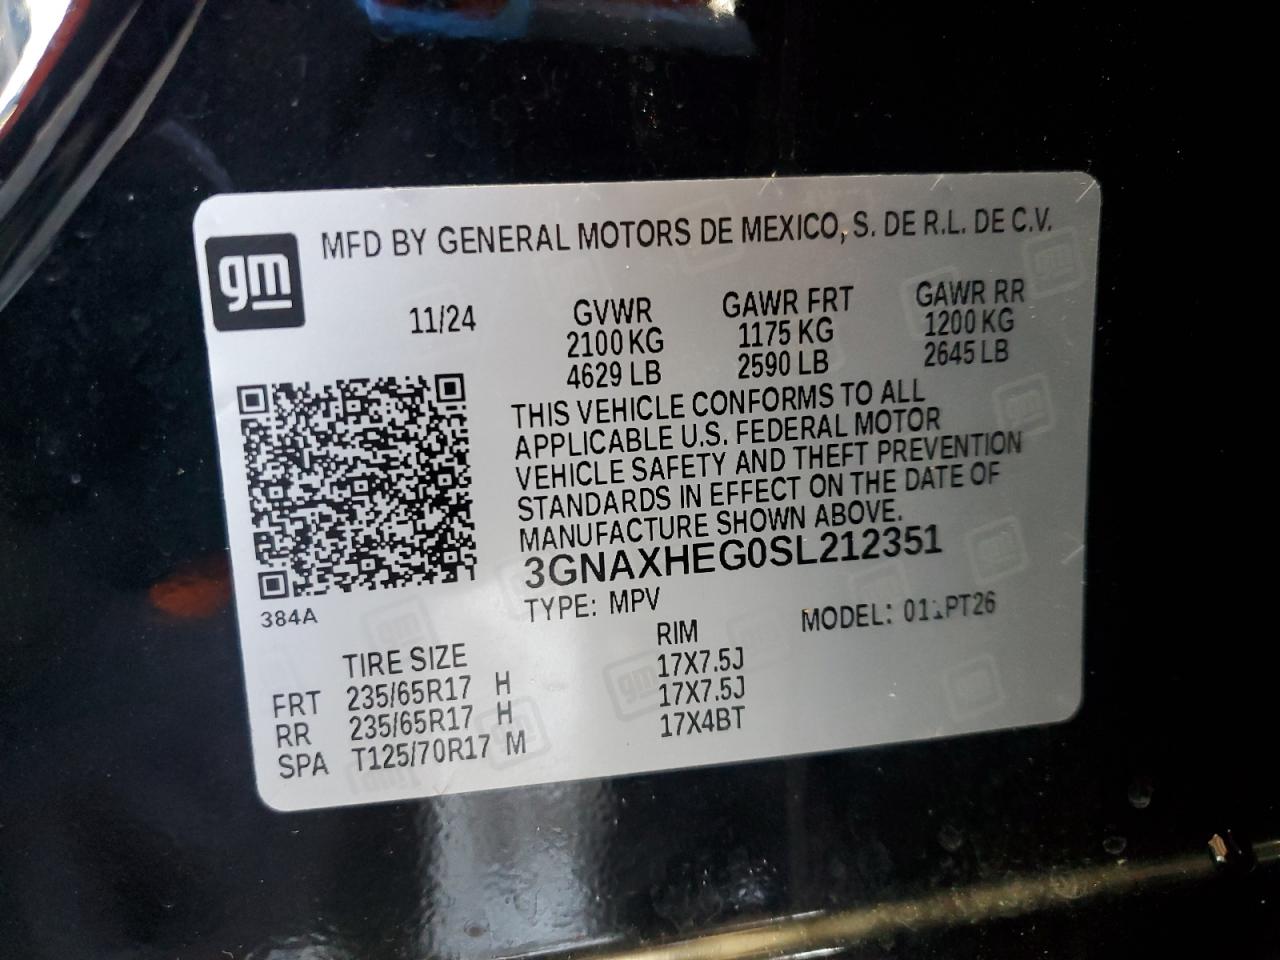 gm
MFD BY GENERAL MOTORS DE MEXICO, S. DE R.L. DE C.V.
11/24
GVWR GAWR FRT GAWR RR
2100 KG 1175 KG 1200 KG
4629 LB 2590 LB 2645 LB
THIS VEHICLE CONFORMS TO ALL
APPLICABLE U.S. FEDERAL MOTOR
VEHICLE SAFETY AND THEFT PREVENTION
STANDARDS IN EFFECT ON THE DATE OF
MANUFACTURE SHOWN ABOVE.
3GNAXHEG0SL212351
384A
TYPE: MPV MODEL:
TIRE SIZE RIM
FRT 235/65R17 H 17X7.5J
RR 235/65R17 H 17X7.5J
SPA T125/70R17 M 17X4BT